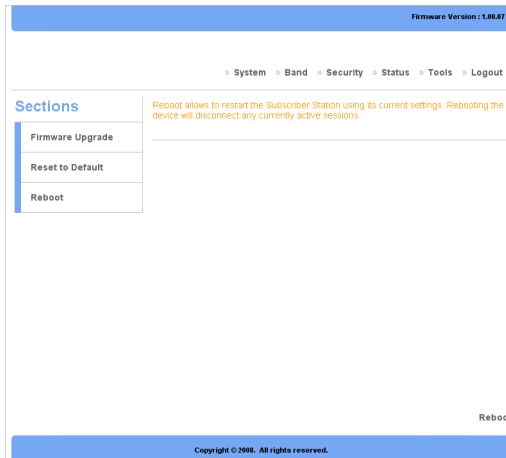 Firmware Version : 1.00.07
» System » Band » Security » Status » Tools » Logout
Sections
Firmware Upgrade
Reset to Default
Reboot
Reboot allows to restart the Subscriber Station using its current settings. Rebooting the
device will disconnect any currently active sessions.
Reboo
Copyright © 2008. All rights reserved.